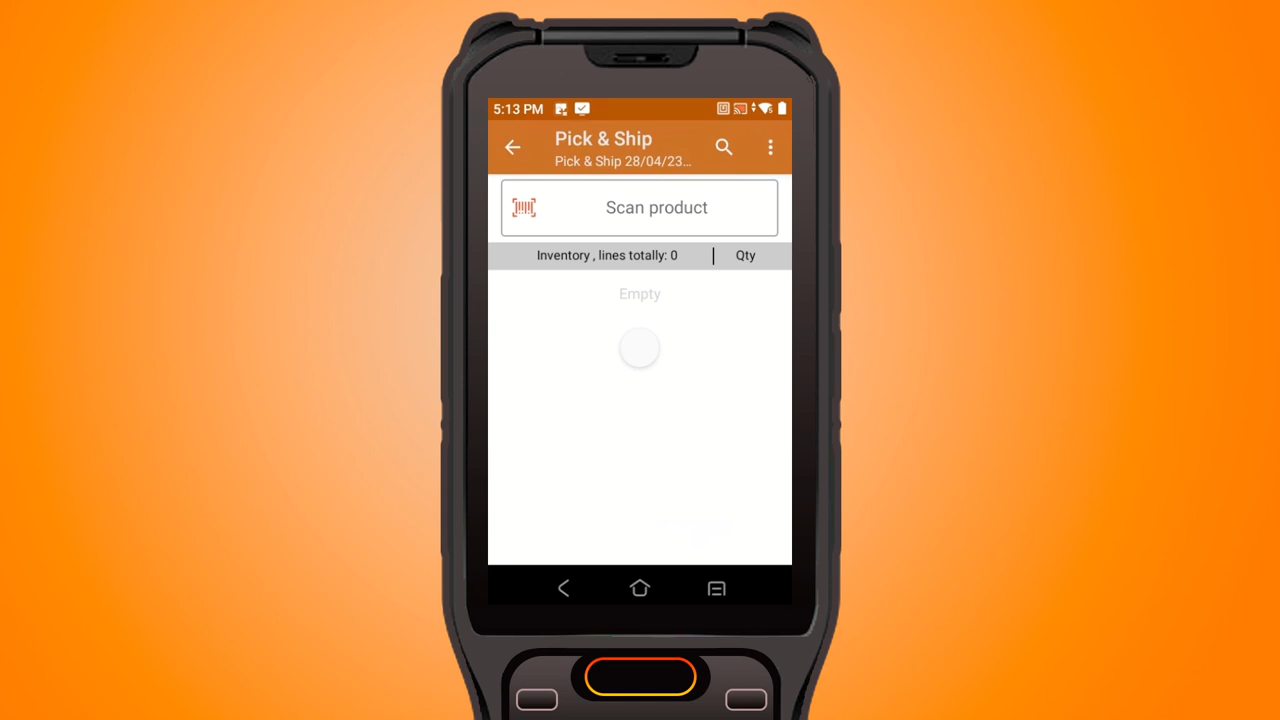 5:13 PM
Pick & Ship
Pick & Ship 28/04/23...
Scan product
Inventory , lines totally: 0 | Qty
Empty